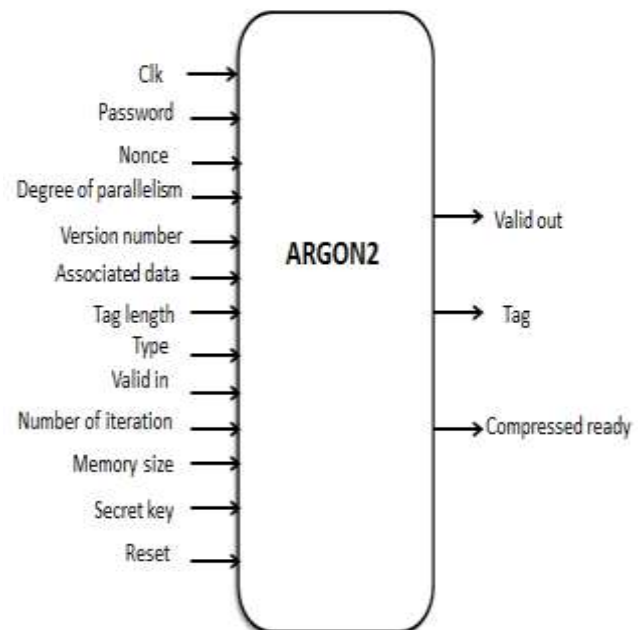 Clk
Password
Nonce
Degree of parallelism
Version number
Associated data
Tag length
Type
Valid in
Number of iteration
Memory size
Secret key
Reset
ARGON2
Valid out
Tag
Compressed ready